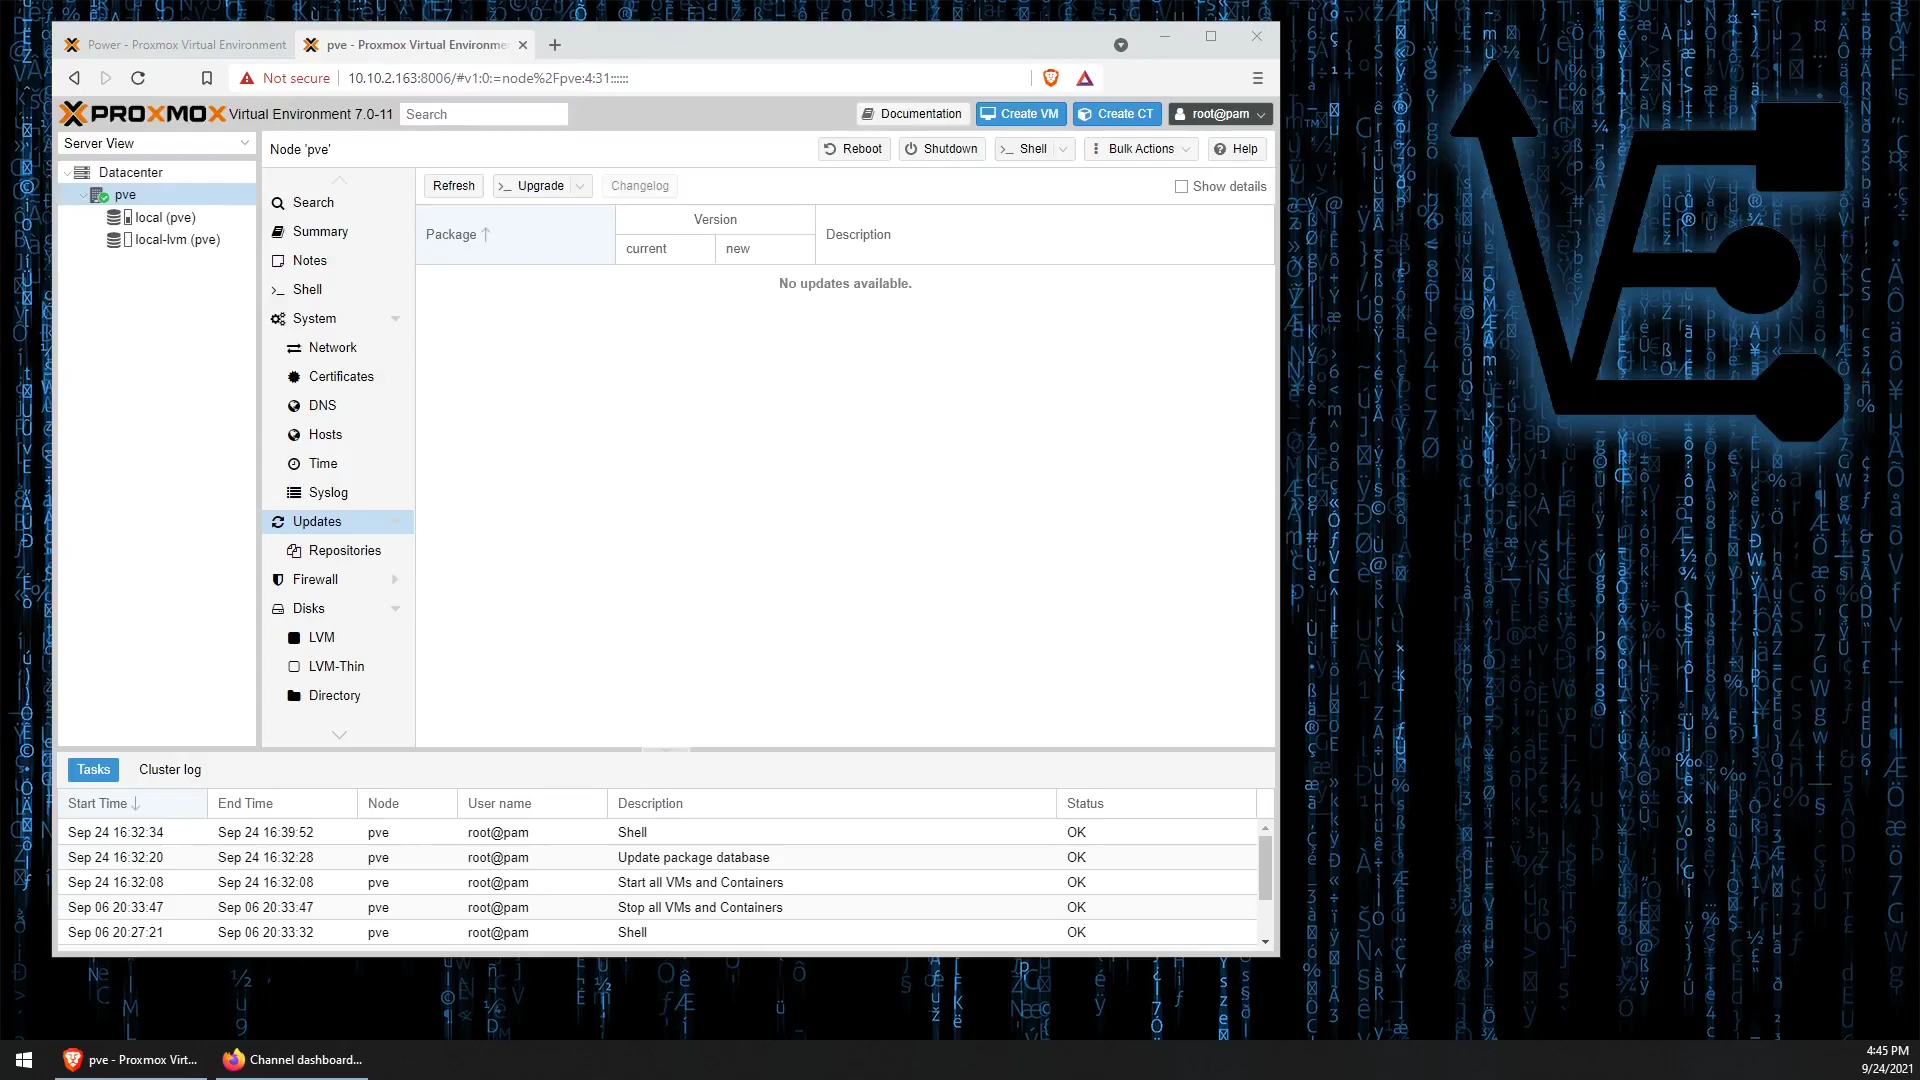 Power - Proxmox Virtual Environment
pve - Proxmox Virtual Environme
Not secure
10.10.2.163:8006/#v1:0:=node%2Fpve:4:31::::::
PROXMOX Virtual Environment 7.0-11
Search
Documentation
Create VM
Create CT
root@pam
Server View
Node 'pve'
Reboot
Shutdown
Shell
Bulk Actions
Help
Datacenter
pve
local (pve)
local-lvm (pve)
Search
Summary
Notes
Shell
System
Network
Certificates
DNS
Hosts
Time
Syslog
Updates
Repositories
Firewall
Disks
LVM
LVM-Thin
Directory
Refresh
Upgrade
Changelog
Show details
Package
Version
current
new
Description
No updates available.
Tasks
Cluster log
Start Time
End Time
Node
User name
Description
Status
Sep 24 16:32:34 Sep 24 16:39:52 pve root@pam Shell OK
Sep 24 16:32:20 Sep 24 16:32:28 pve root@pam Update package database OK
Sep 24 16:32:08 Sep 24 16:32:08 pve root@pam Start all VMs and Containers OK
Sep 06 20:33:47 Sep 06 20:33:47 pve root@pam Stop all VMs and Containers OK
Sep 06 20:27:21 Sep 06 20:33:32 pve root@pam Shell OK
pve - Proxmox Virt...
Channel dashboard...
4:45 PM
9/24/2021